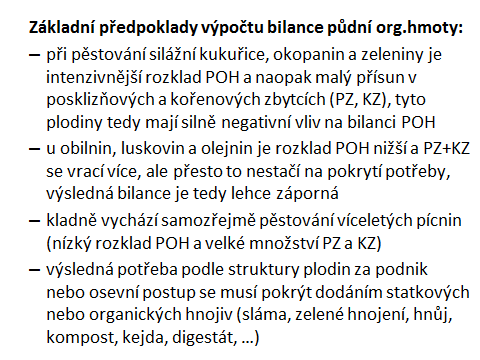 Základní předpoklady výpočtu bilance půdní org.hmoty:
– při pěstování silážní kukuřice, okopanin a zeleniny je
intenzivnější rozklad POH a naopak malý přísun v
posklizňových a kořenových zbytcích (PZ, KZ), tyto
plodiny tedy mají silně negativní vliv na bilanci POH
– u obilnin, luskovin a olejnin je rozklad POH nižší a PZ+KZ
se vrací více, ale přesto to nestačí na pokrytí potřeby,
výsledná bilance je tedy lehce záporná
– kladně vychází samozřejmě pěstování víceletých pícnin
(nízký rozklad POH a velké množství PZ a KZ)
– výsledná potřeba podle struktury plodin za podnik
nebo osevní postup se musí pokrýt dodáním statkových
nebo organických hnojiv (sláma, zelené hnojení, hnůj,
kompost, kejda, digestát, …)